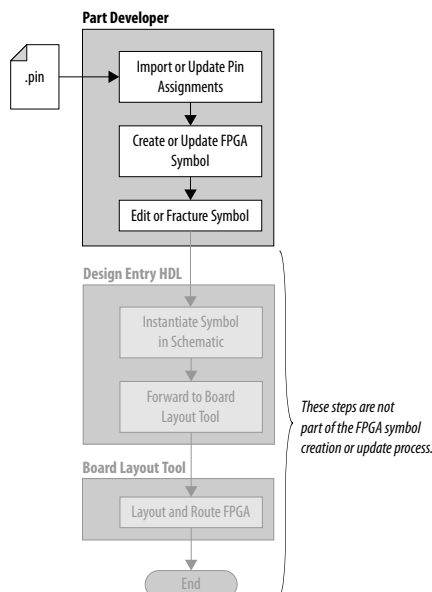 Part Developer
.pin
Import or Update Pin
Assignments
Create or Update FPGA
Symbol
Edit or Fracture Symbol
Design Entry HDL
Instantiate Symbol
in Schematic
Forward to Board
Layout Tool
These steps are not
part of the FPGA symbol
creation or update process.
Board Layout Tool
Layout and Route FPGA
End